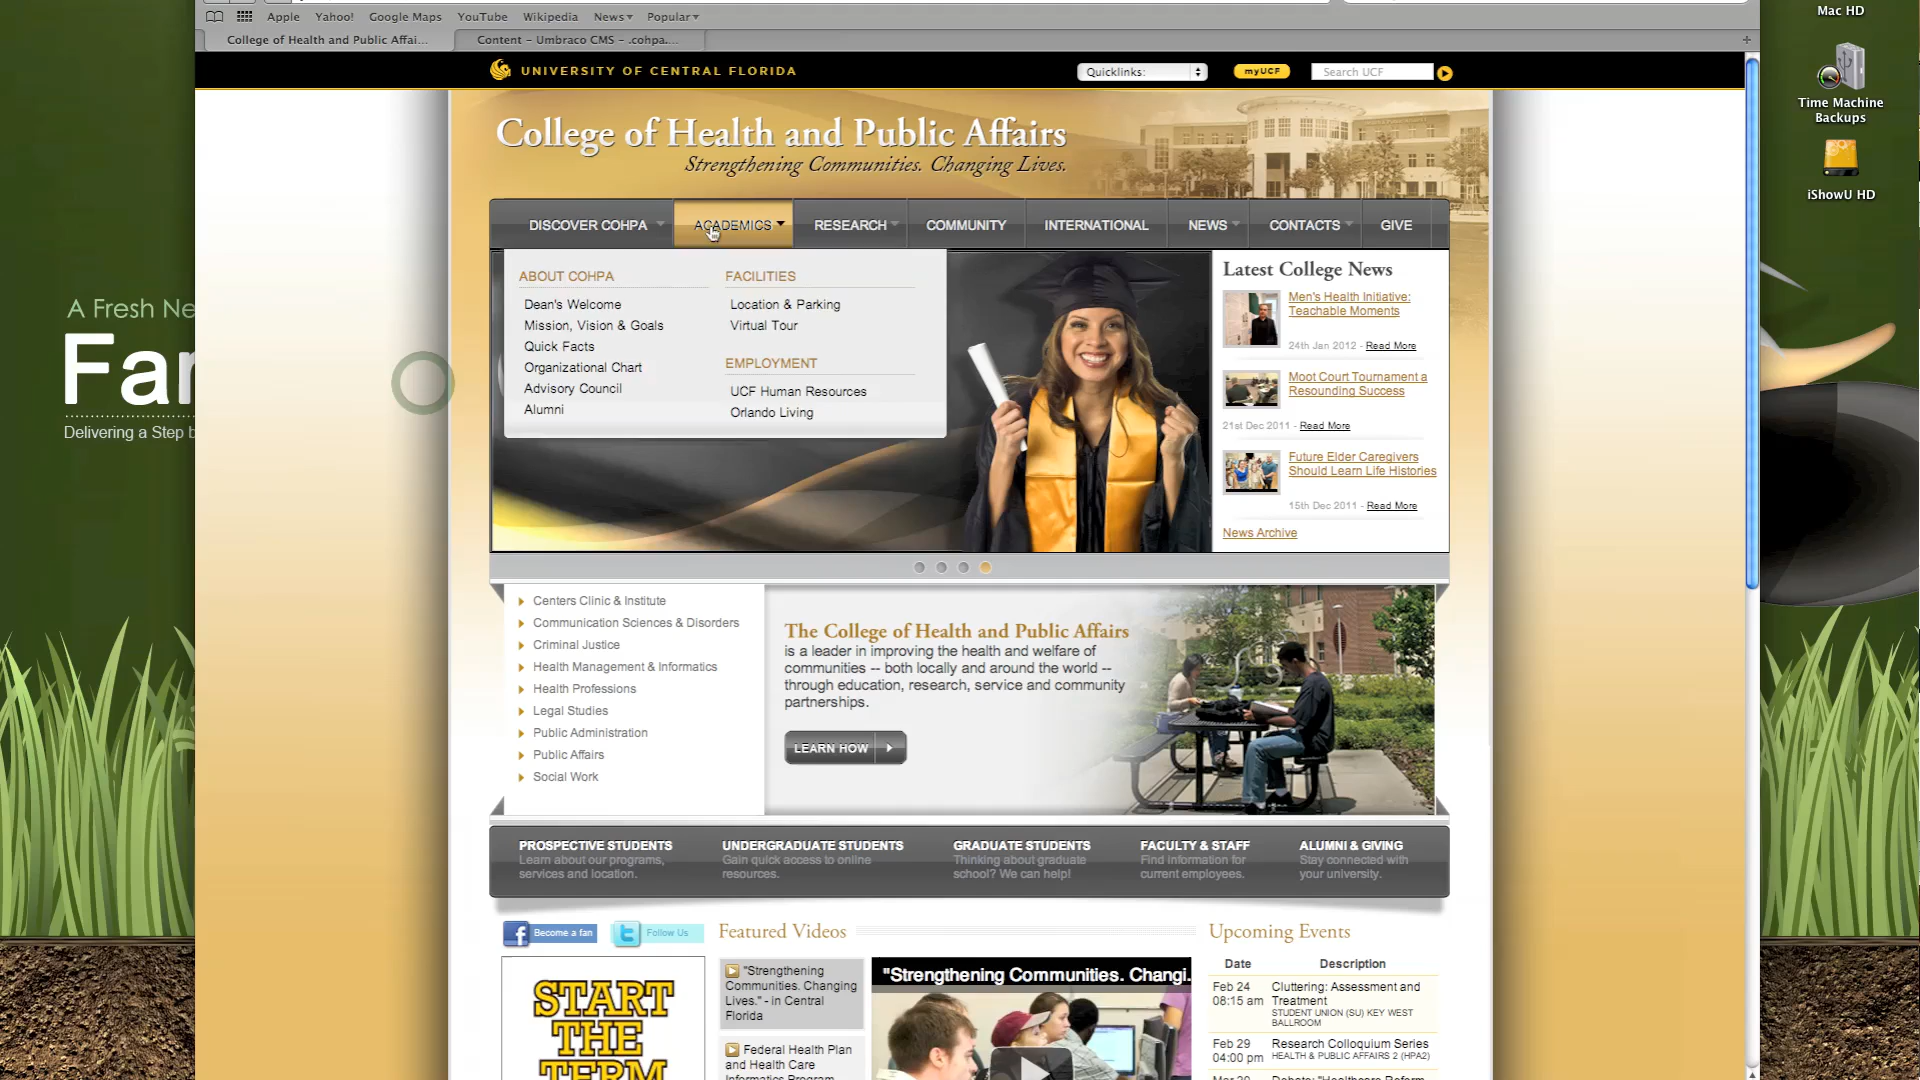 Apple Yahoo! Google Maps YouTube Wikipedia News Popular
College of Health and Public Affai... Content – Umbraco CMS – .cohpa....
Mac HD
Time Machine
Backups
iShowU HD
UNIVERSITY OF CENTRAL FLORIDA Quicklinks: myUCF Search UCF
College of Health and Public Affairs
Strengthening Communities. Changing Lives.
DISCOVER COHPA ACADEMICS RESEARCH COMMUNITY INTERNATIONAL NEWS CONTACTS GIVE
A Fresh Ne
Far
Delivering a Step b
ABOUT COHPA
Dean's Welcome
Mission, Vision & Goals
Quick Facts
Organizational Chart
Advisory Council
Alumni
FACILITIES
Location & Parking
Virtual Tour
EMPLOYMENT
UCF Human Resources
Orlando Living
Latest College News
Men's Health Initiative:
Teachable Moments
24th Jan 2012 - Read More
Moot Court Tournament a
Resounding Success
21st Dec 2011 - Read More
Future Elder Caregivers
Should Learn Life Histories
15th Dec 2011 - Read More
News Archive
Centers Clinic & Institute
Communication Sciences & Disorders
Criminal Justice
Health Management & Informatics
Health Professions
Legal Studies
Public Administration
Public Affairs
Social Work
The College of Health and Public Affairs
is a leader in improving the health and welfare of
communities -- both locally and around the world --
through education, research, service and community
partnerships.
LEARN HOW
PROSPECTIVE STUDENTS
Learn about our programs,
services and location.
UNDERGRADUATE STUDENTS
Gain quick access to online
resources.
GRADUATE STUDENTS
Thinking about graduate
school? We can help!
FACULTY & STAFF
Find information for
current employees.
ALUMNI & GIVING
Stay connected with
your university.
Become a fan
Follow Us
START
THE
TERM
Featured Videos
"Strengthening
Communities. Changing
Lives." - in Central
Florida
Federal Health Plan
and Health Care
Informatics Program
"Strengthening Communities. Changi.
Upcoming Events
Date Description
Feb 24
08:15 am
Cluttering: Assessment and
Treatment
STUDENT UNION (SU) KEY WEST
BALLROOM
Feb 29
04:00 pm
Research Colloquium Series
HEALTH & PUBLIC AFFAIRS 2 (HPA2)
Debate: "Healthcare Reform